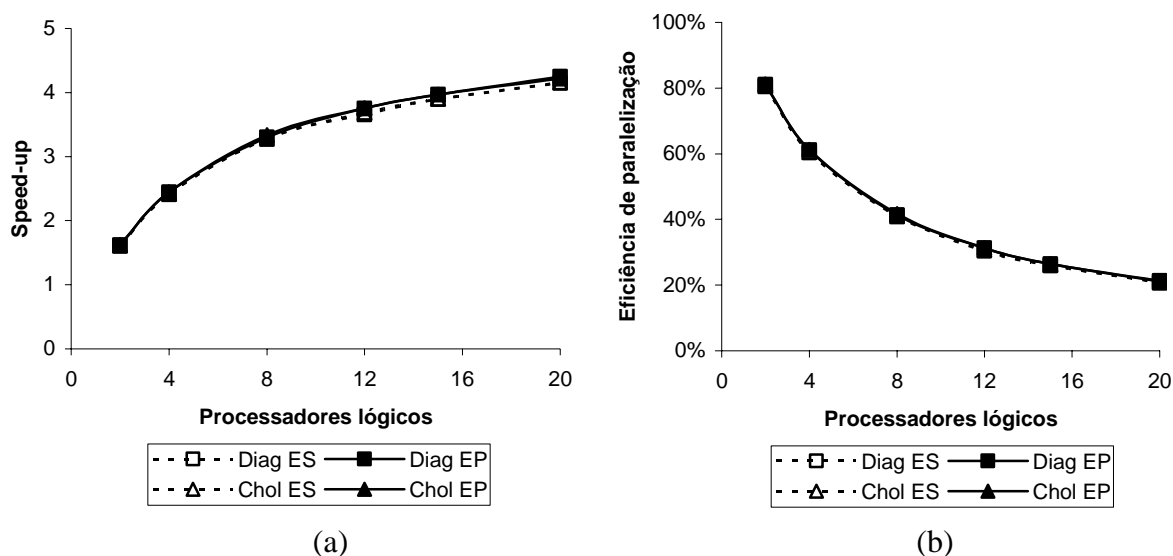 5
4
3
2
1
0
Speed-up
0 4 8 12 16 20
Processadores lógicos
Diag ES Diag EP
Chol ES Chol EP
(a)
100%
80%
60%
40%
20%
0%
Eficiência de paralelização
0 4 8 12 16 20
Processadores lógicos
Diag ES Diag EP
Chol ES Chol EP
(b)